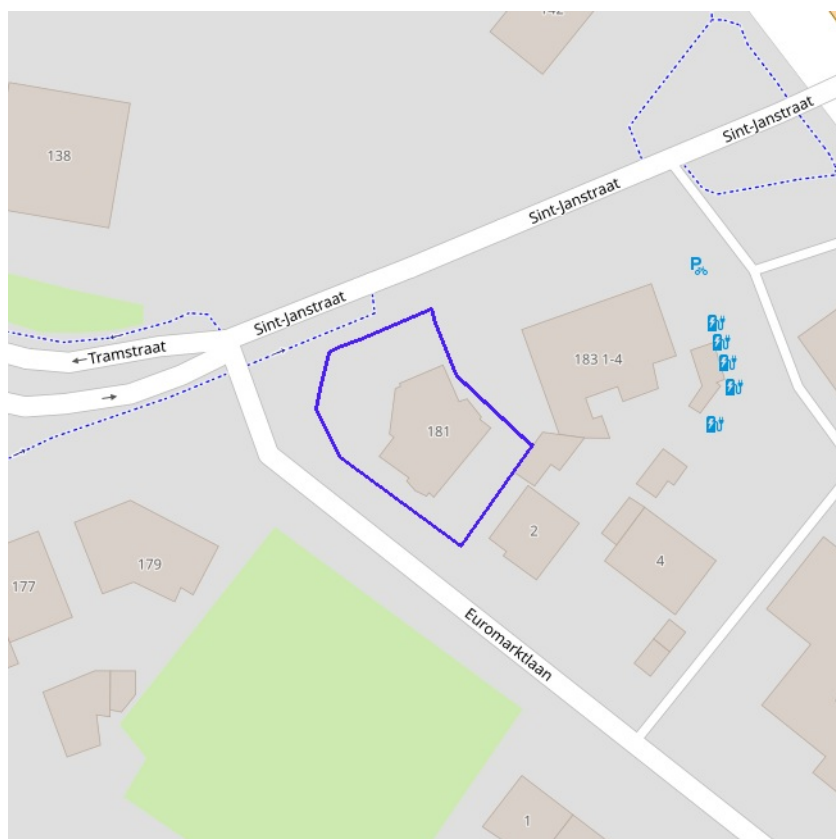 142
Sint-Janstraat
138
Sint-Janstraat
P
Sint-Janstraat
Tramstraat
183 1-4
181
2
4
179
177
Euromarktlaan
1